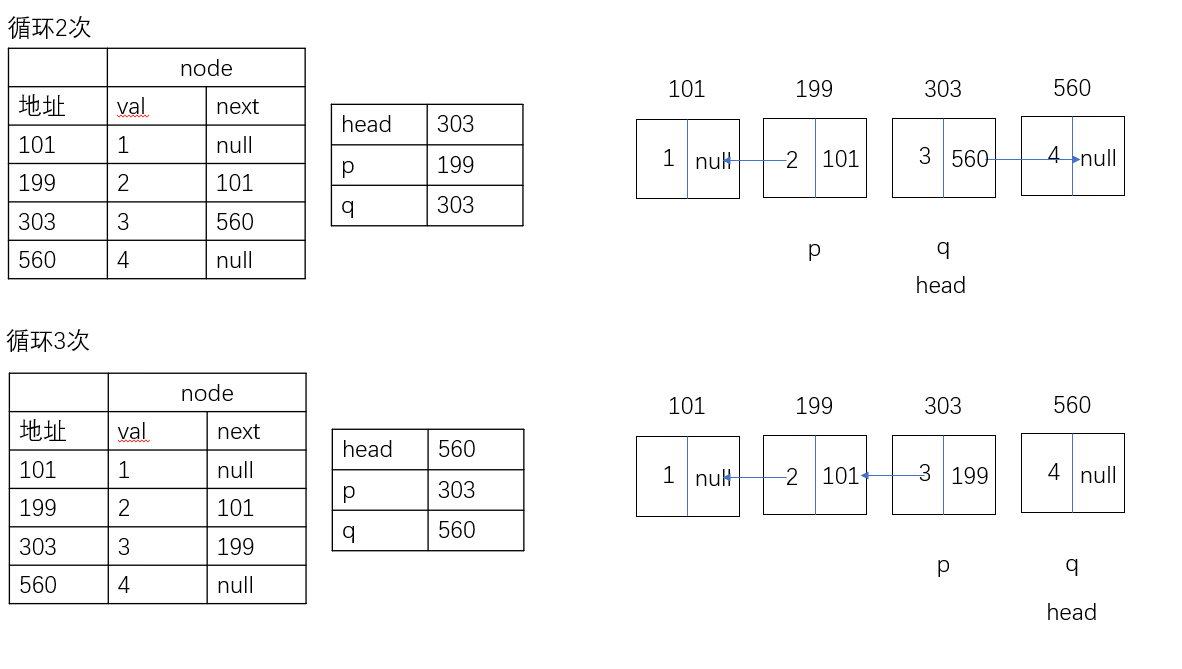 循环2次
node
地址 val next
101 1 null
199 2 101
303 3 560
560 4 null
head 303
p 199
q 303
101 199 303 560
1 null 2 101 3 560 4 null
p q
head
循环3次
node
地址 val next
101 1 null
199 2 101
303 3 199
560 4 null
head 560
p 303
q 560
101 199 303 560
1 null 2 101 3 199 4 null
p q
head